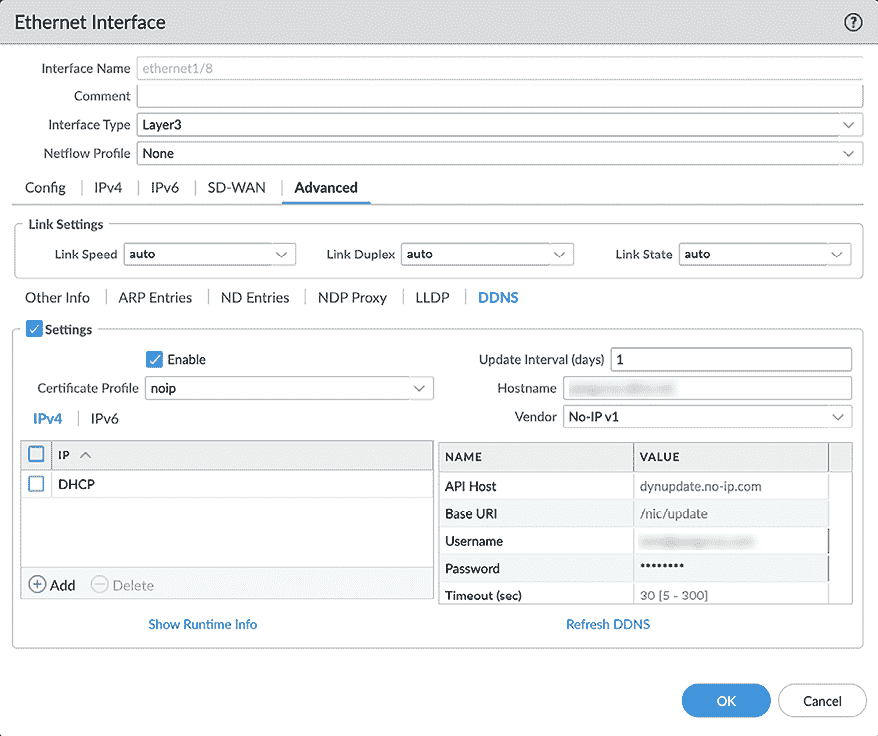 Ethernet Interface
Interface Name ethernet1/8
Comment
Interface Type Layer3
Netflow Profile None
Config IPv4 IPv6 SD-WAN Advanced
Link Settings
Link Speed auto Link Duplex auto Link State auto
Other Info ARP Entries ND Entries NDP Proxy LLDP DDNS
Settings
Enable Update Interval (days) 1
Certificate Profile noip Hostname
IPv4 IPv6 Vendor No-IP v1
IP NAME VALUE
DHCP API Host dynupdate.no-ip.com
Base URI /nic/update
Username
Password ••••••••
Add Delete Timeout (sec) 30 [5 - 300]
Show Runtime Info Refresh DDNS
OK Cancel